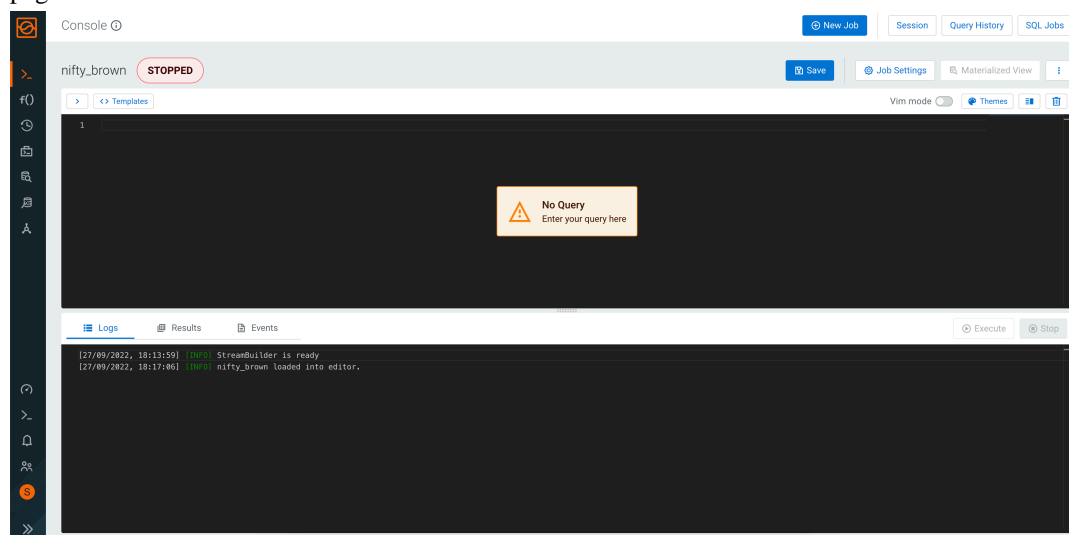 Console
New Job
Session
Query History
SQL Jobs
nifty_brown
STOPPED
Save
Job Settings
Materialized View
>_
f()
<> Templates
Vim mode
Themes
1
No Query
Enter your query here
Logs
Results
Events
Execute
Stop
[27/09/2022, 18:13:59] [INFO] StreamBuilder is ready
[27/09/2022, 18:17:06] [INFO] nifty_brown loaded into editor.
>_
S